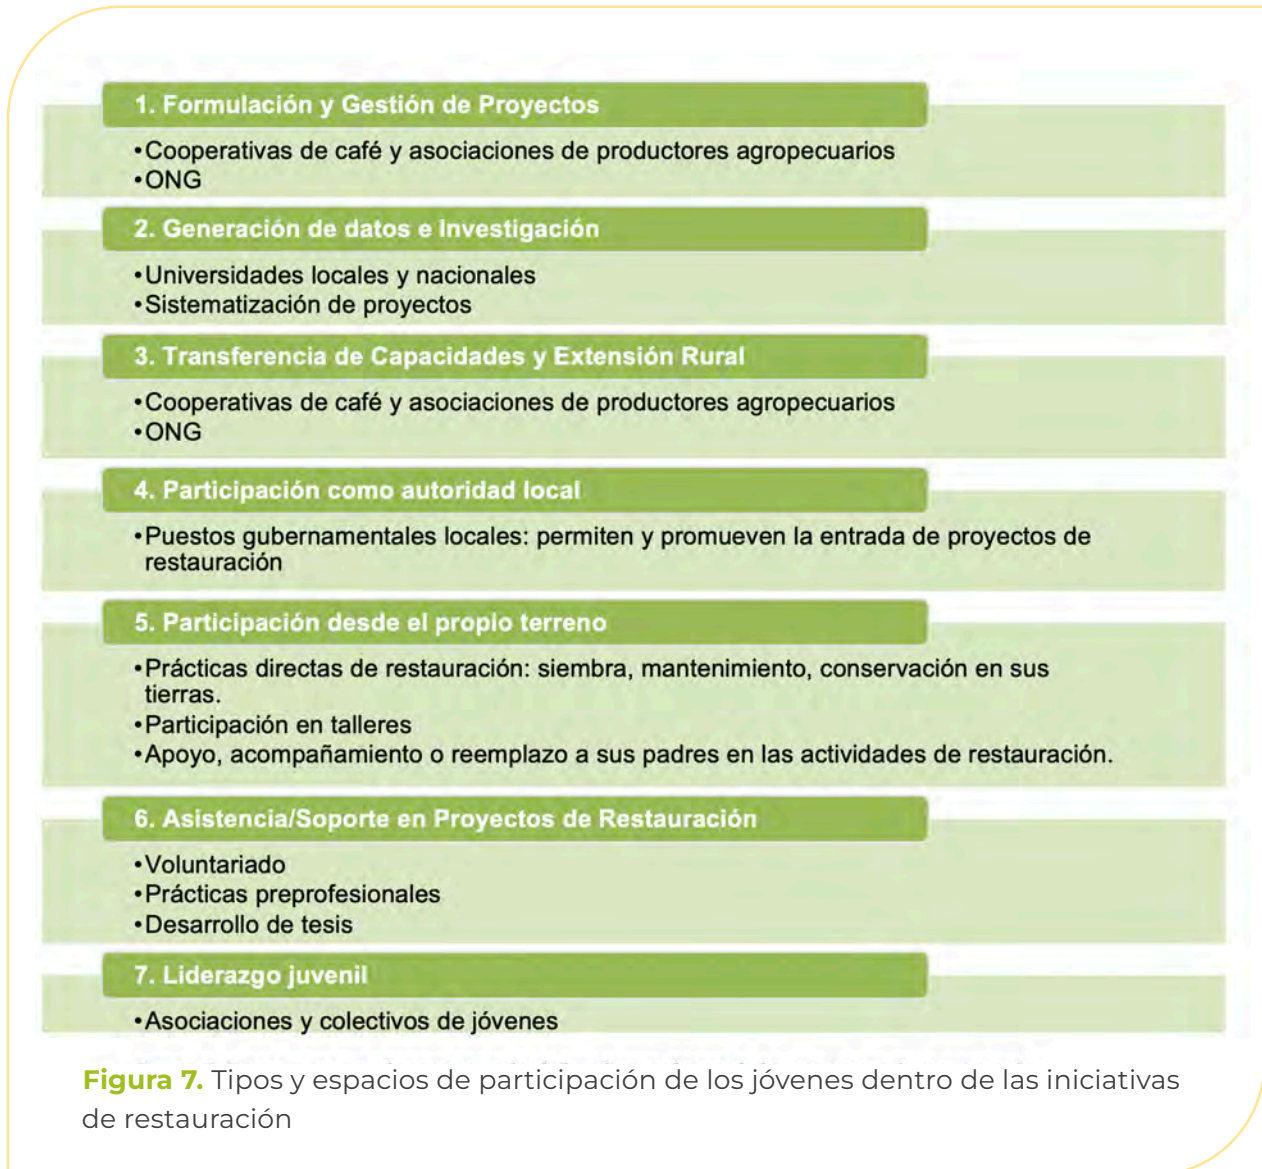 1. Formulación y Gestión de Proyectos
•Cooperativas de café y asociaciones de productores agropecuarios
•ONG
2. Generación de datos e Investigación
•Universidades locales y nacionales
•Sistematización de proyectos
3. Transferencia de Capacidades y Extensión Rural
•Cooperativas de café y asociaciones de productores agropecuarios
•ONG
4. Participación como autoridad local
•Puestos gubernamentales locales: permiten y promueven la entrada de proyectos de
restauración
5. Participación desde el propio terreno
•Prácticas directas de restauración: siembra, mantenimiento, conservación en sus
tierras.
•Participación en talleres
•Apoyo, acompañamiento o reemplazo a sus padres en las actividades de restauración.
6. Asistencia/Soporte en Proyectos de Restauración
•Voluntariado
•Prácticas preprofesionales
•Desarrollo de tesis
7. Liderazgo juvenil
•Asociaciones y colectivos de jóvenes
Figura 7. Tipos y espacios de participación de los jóvenes dentro de las iniciativas
de restauración